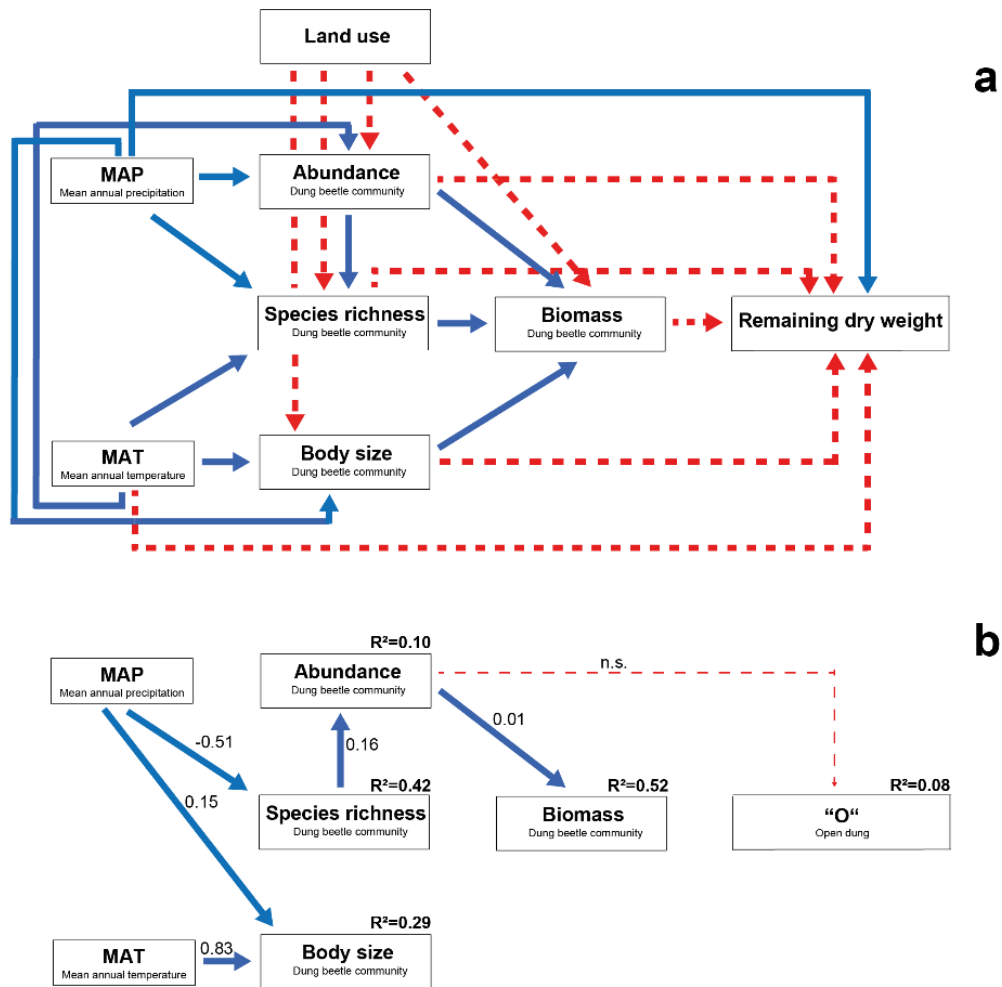 Land use
a
MAP
Mean annual precipitation
Abundance
Dung beetle community
Species richness
Dung beetle community
Biomass
Dung beetle community
Remaining dry weight
MAT
Mean annual temperature
Body size
Dung beetle community
b
R²=0.10
MAP
Mean annual precipitation
Abundance
Dung beetle community
n.s.
-0.51
0.16
0.01
0.15
R²=0.42
R²=0.52
R²=0.08
Species richness
Dung beetle community
Biomass
Dung beetle community
“O“
Open dung
R²=0.29
MAT
Mean annual temperature
0.83
Body size
Dung beetle community